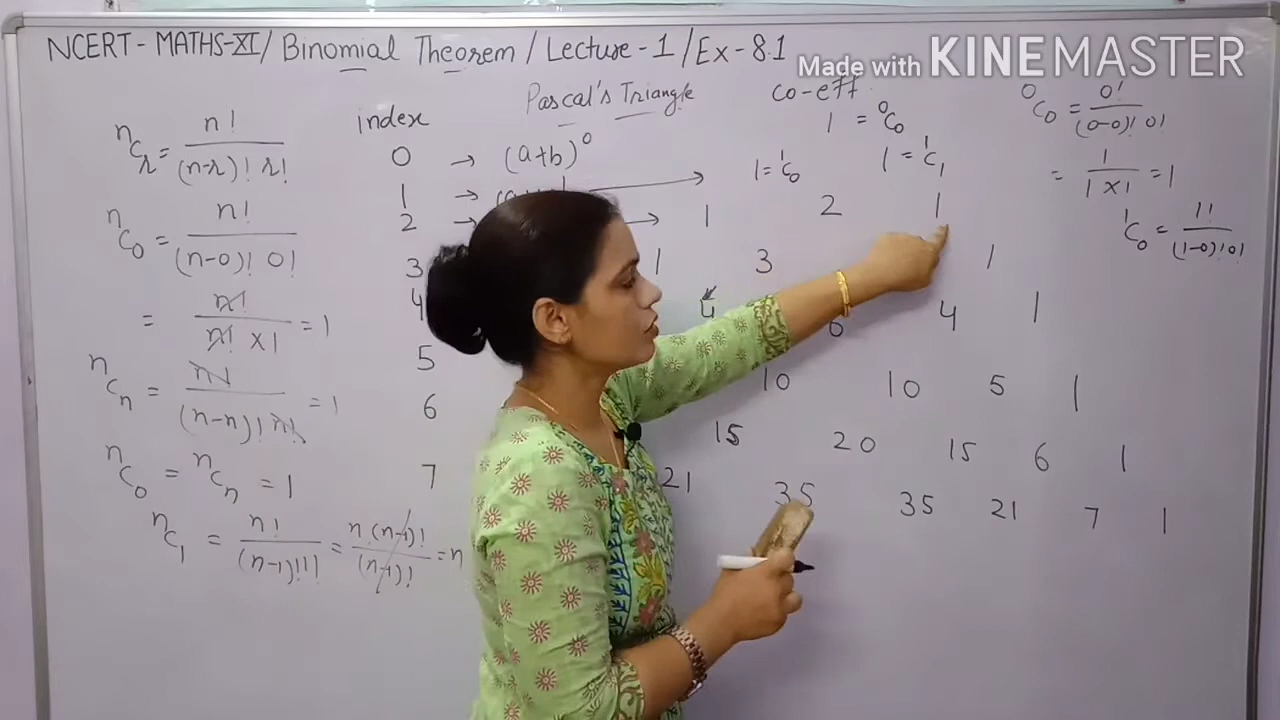 NCERT - MATHS-XI / Binomial Theorem / Lecture - 1 / Ex - 8.1
Made with KINEMASTER
Pascal's Triangle
co-eff
index
ⁿCᵣ = n! / (n-r)! r!
0 → (a+b)⁰
1 = ⁰C₀
⁰C₀ = 0! / (0-0)! 0!
= 1 / 1×1 = 1
1 →
→ 1 = ¹C₀ 1 = ¹C₁
2 → → 1 2 1
¹C₀ = 1! / (1-0)! 0!
ⁿC₀ = n! / (n-0)! 0!
= n! / n! ×1 = 1
3 1 3 1
4 4 6 4 1
5 10 10 5 1
ⁿCₙ = n! / (n-n)! n! = 1
6 15 20 15 6 1
ⁿC₀ = ⁿCₙ = 1
7 21 35 35 21 7 1
ⁿC₁ = n! / (n-1)! 1! = n (n-1)! / (n-1)! = n